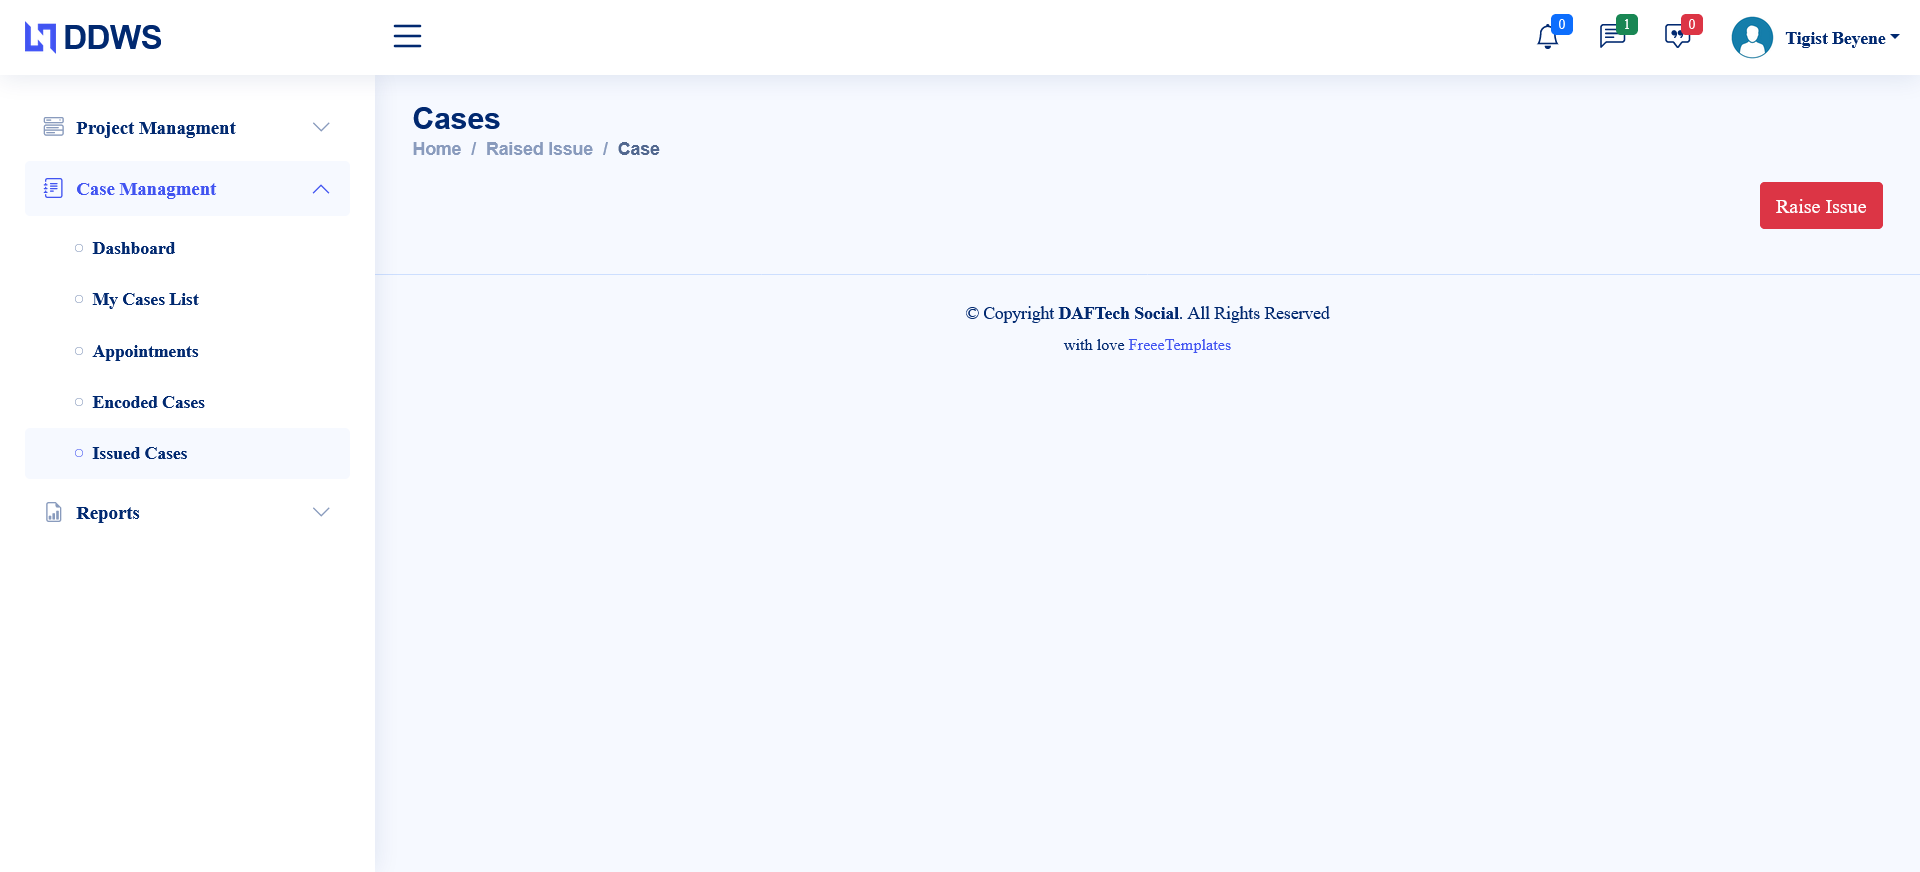 DDWS
0
1
0
Tigist Beyene
Project Managment
Case Managment
Dashboard
My Cases List
Appointments
Encoded Cases
Issued Cases
Reports
Cases
Home / Raised Issue / Case
Raise Issue
© Copyright DAFTech Social. All Rights Reserved
with love FreeeTemplates